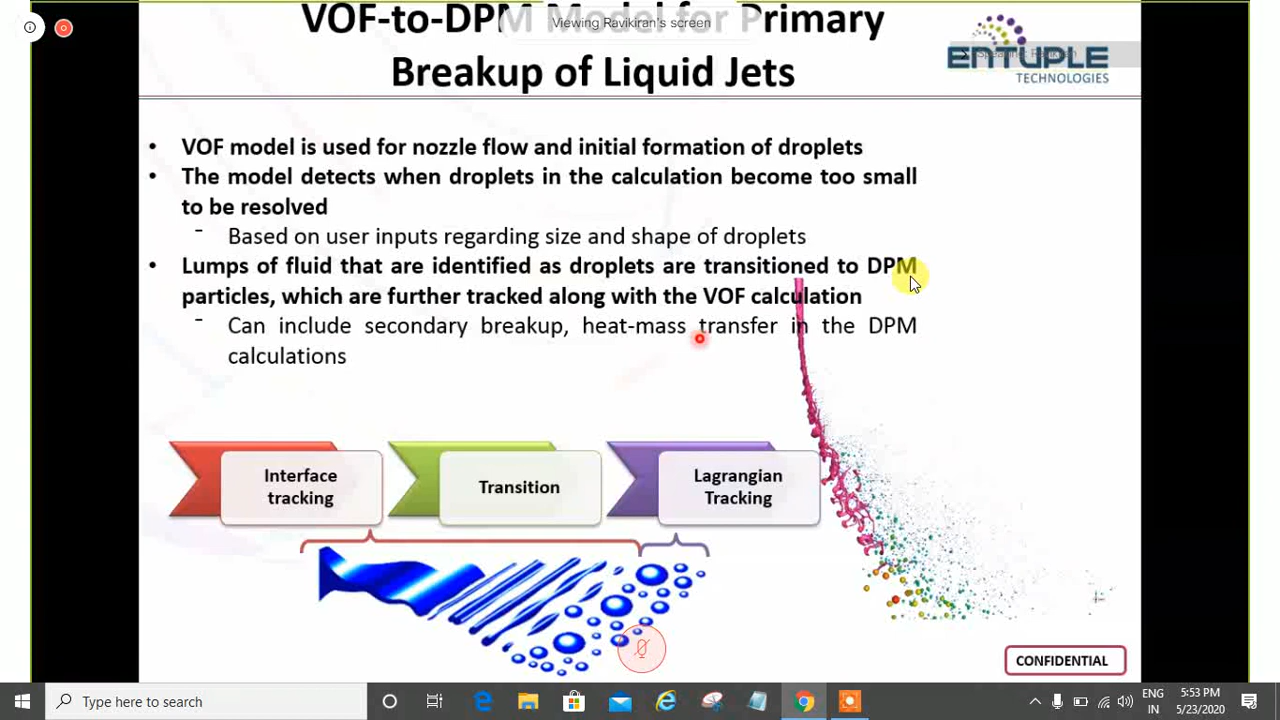 VOF-to-DPM Model for Primary
Viewing Ravikiran's screen
Breakup of Liquid Jets
ENTUPLE
TECHNOLOGIES
• VOF model is used for nozzle flow and initial formation of droplets
• The model detects when droplets in the calculation become too small
to be resolved
- Based on user inputs regarding size and shape of droplets
• Lumps of fluid that are identified as droplets are transitioned to DPM
particles, which are further tracked along with the VOF calculation
- Can include secondary breakup, heat-mass transfer in the DPM
calculations
Interface
tracking
Transition
Lagrangian
Tracking
CONFIDENTIAL
Type here to search
ENG
IN
5:53 PM
5/23/2020